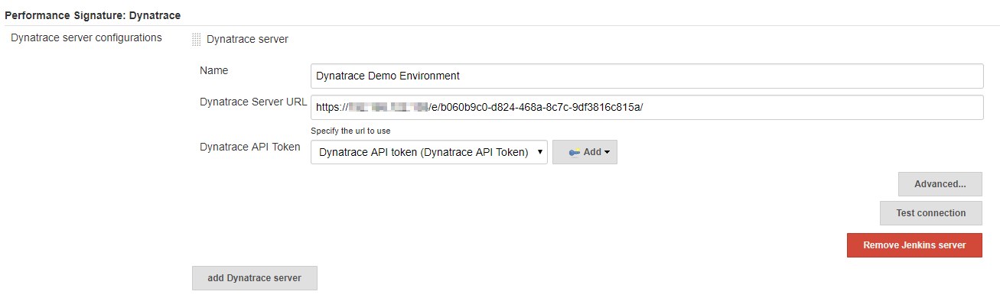 Performance Signature: Dynatrace
Dynatrace server configurations
Dynatrace server
Name
Dynatrace Demo Environment
Dynatrace Server URL
https:// /e/b060b9c0-d824-468a-8c7c-9df3816c815a/
Specify the url to use
Dynatrace API Token
Dynatrace API token (Dynatrace API Token)
Add
Advanced...
Test connection
Remove Jenkins server
add Dynatrace server